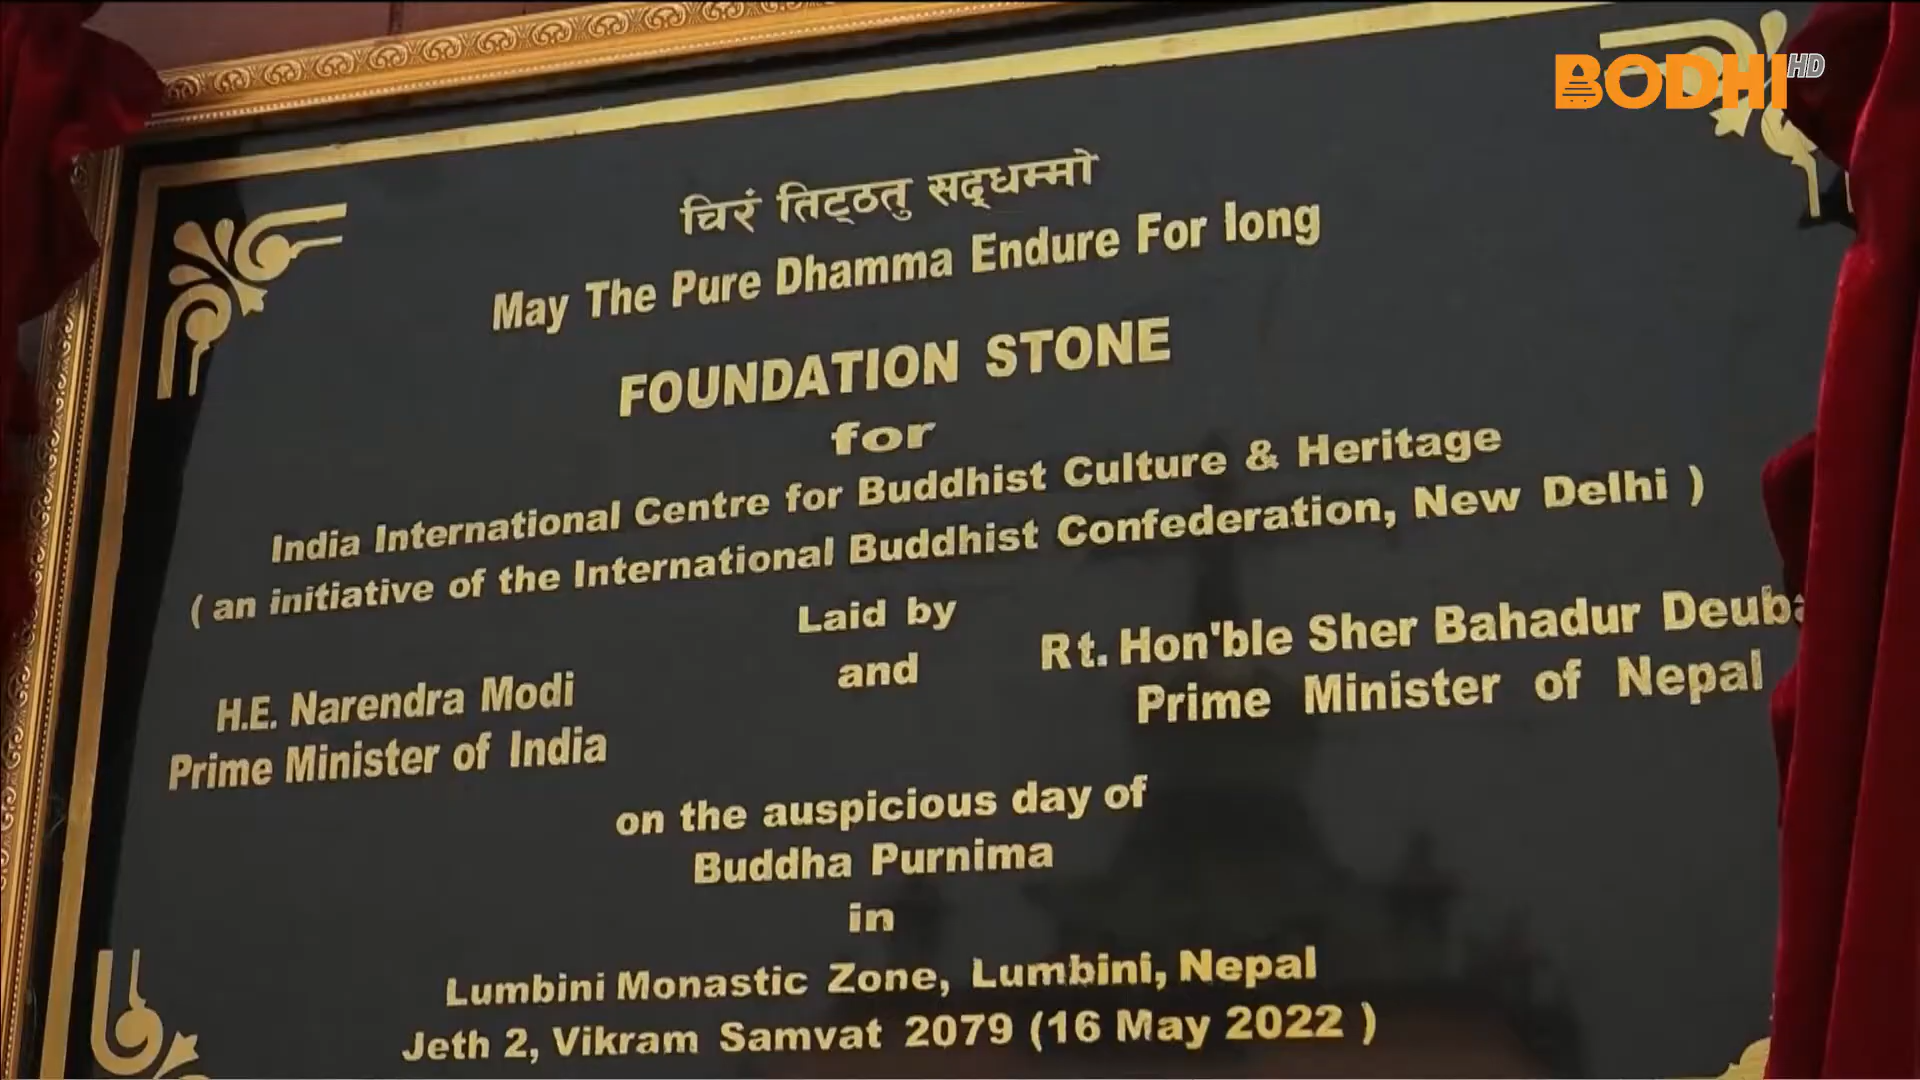 BODHI HD
चिरं तिट्ठतु सद्धम्मो
May The Pure Dhamma Endure For long
FOUNDATION STONE
for
India International Centre for Buddhist Culture & Heritage
( an initiative of the International Buddhist Confederation, New Delhi )
Laid by
H.E. Narendra Modi and Rt. Hon'ble Sher Bahadur Deuba
Prime Minister of India Prime Minister of Nepal
on the auspicious day of
Buddha Purnima
in
Lumbini Monastic Zone, Lumbini, Nepal
Jeth 2, Vikram Samvat 2079 (16 May 2022 )